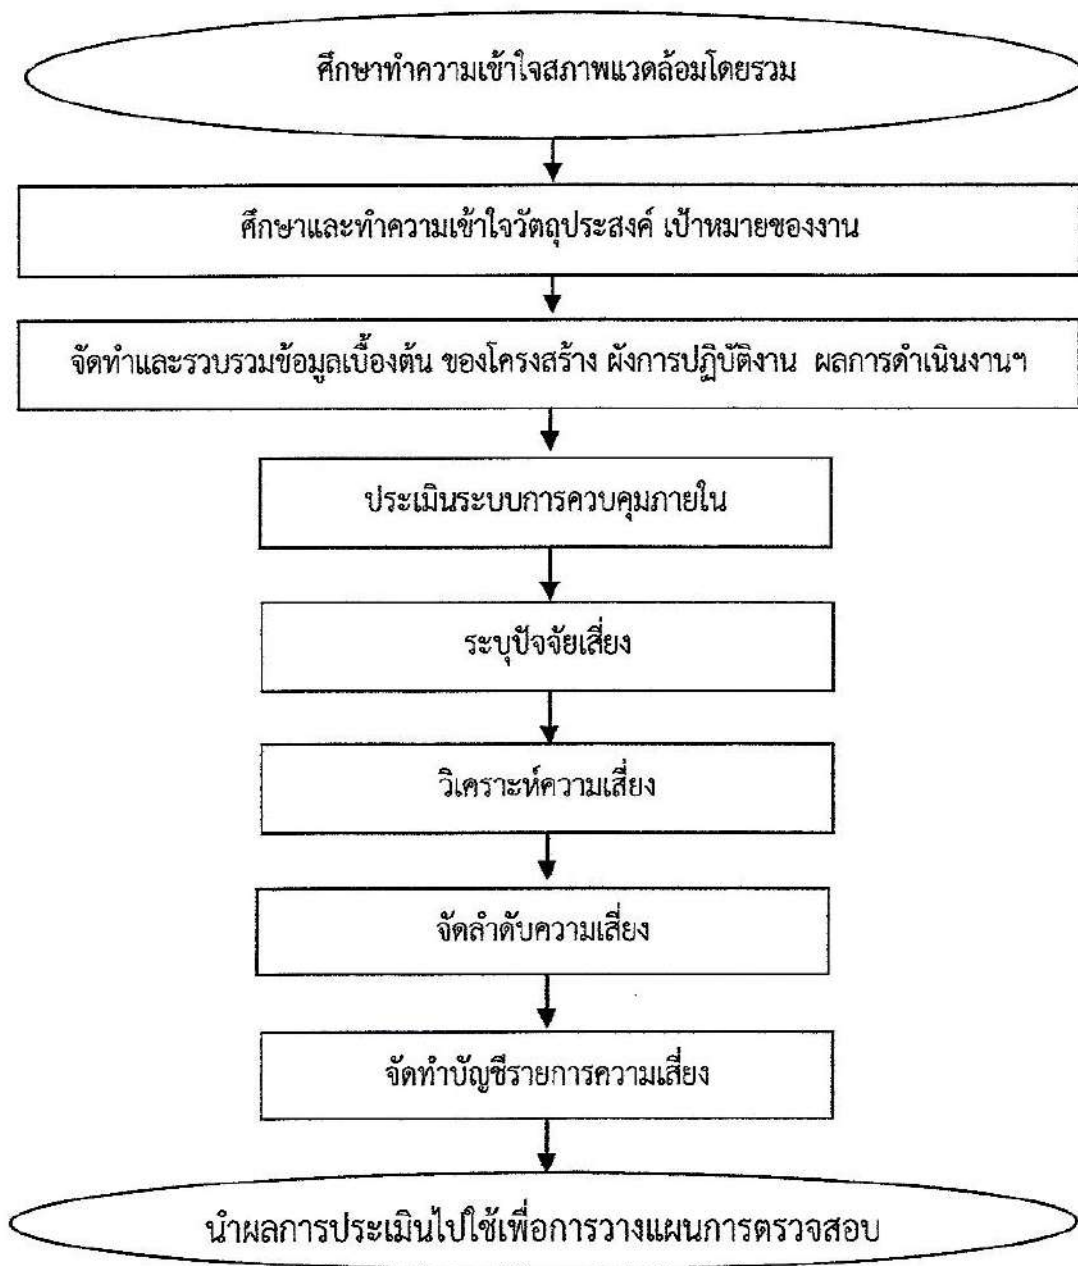 ศึกษาทำความเข้าใจสภาพแวดล้อมโดยรวม
ศึกษาและทำความเข้าใจวัตถุประสงค์ เป้าหมายของงาน
จัดทำและรวบรวมข้อมูลเบื้องต้น ของโครงสร้าง ผังการปฏิบัติงาน ผลการดำเนินงานฯ
ประเมินระบบการควบคุมภายใน
ระบุปัจจัยเสี่ยง
วิเคราะห์ความเสี่ยง
จัดลำดับความเสี่ยง
จัดทำบัญชีรายการความเสี่ยง
นำผลการประเมินไปใช้เพื่อการวางแผนการตรวจสอบ